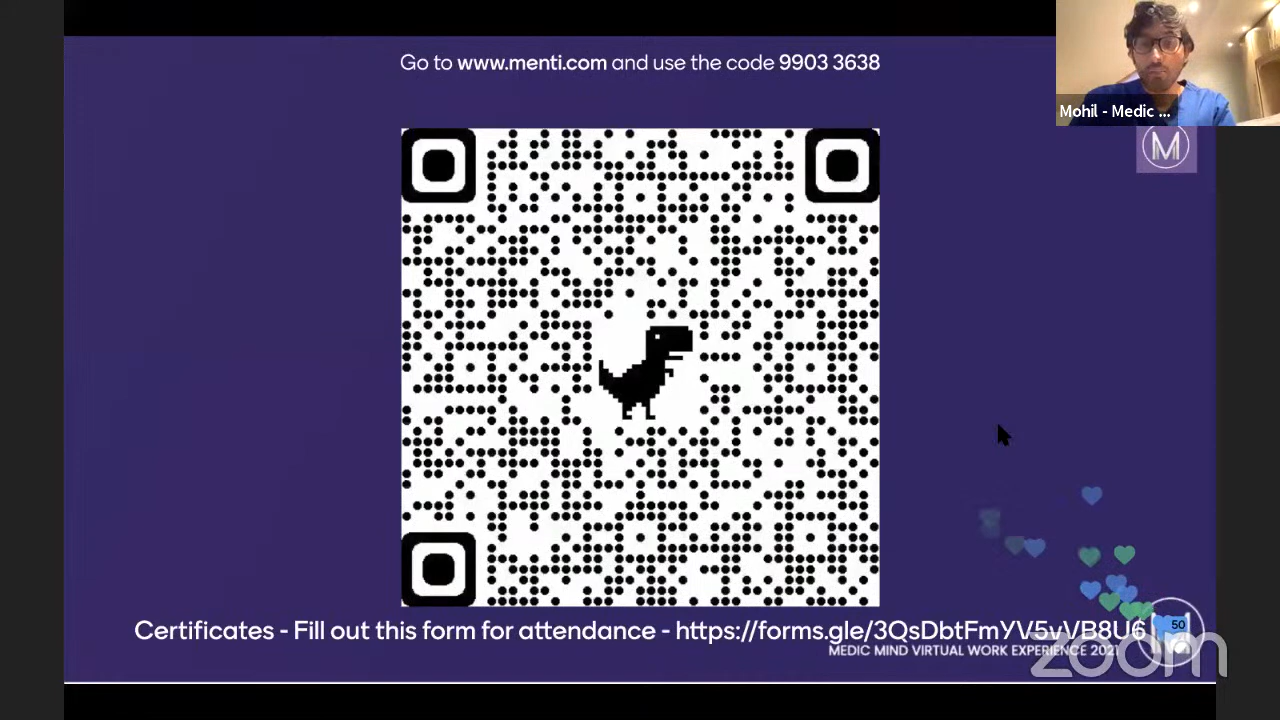 Go to www.menti.com and use the code 9903 3638
Mohil - Medic ...
M
Certificates - Fill out this form for attendance - https://forms.gle/3QsDbtFmYV5vVB8U6
50
MEDIC MIND VIRTUAL WORK EXPERIENCE 2021
zoom